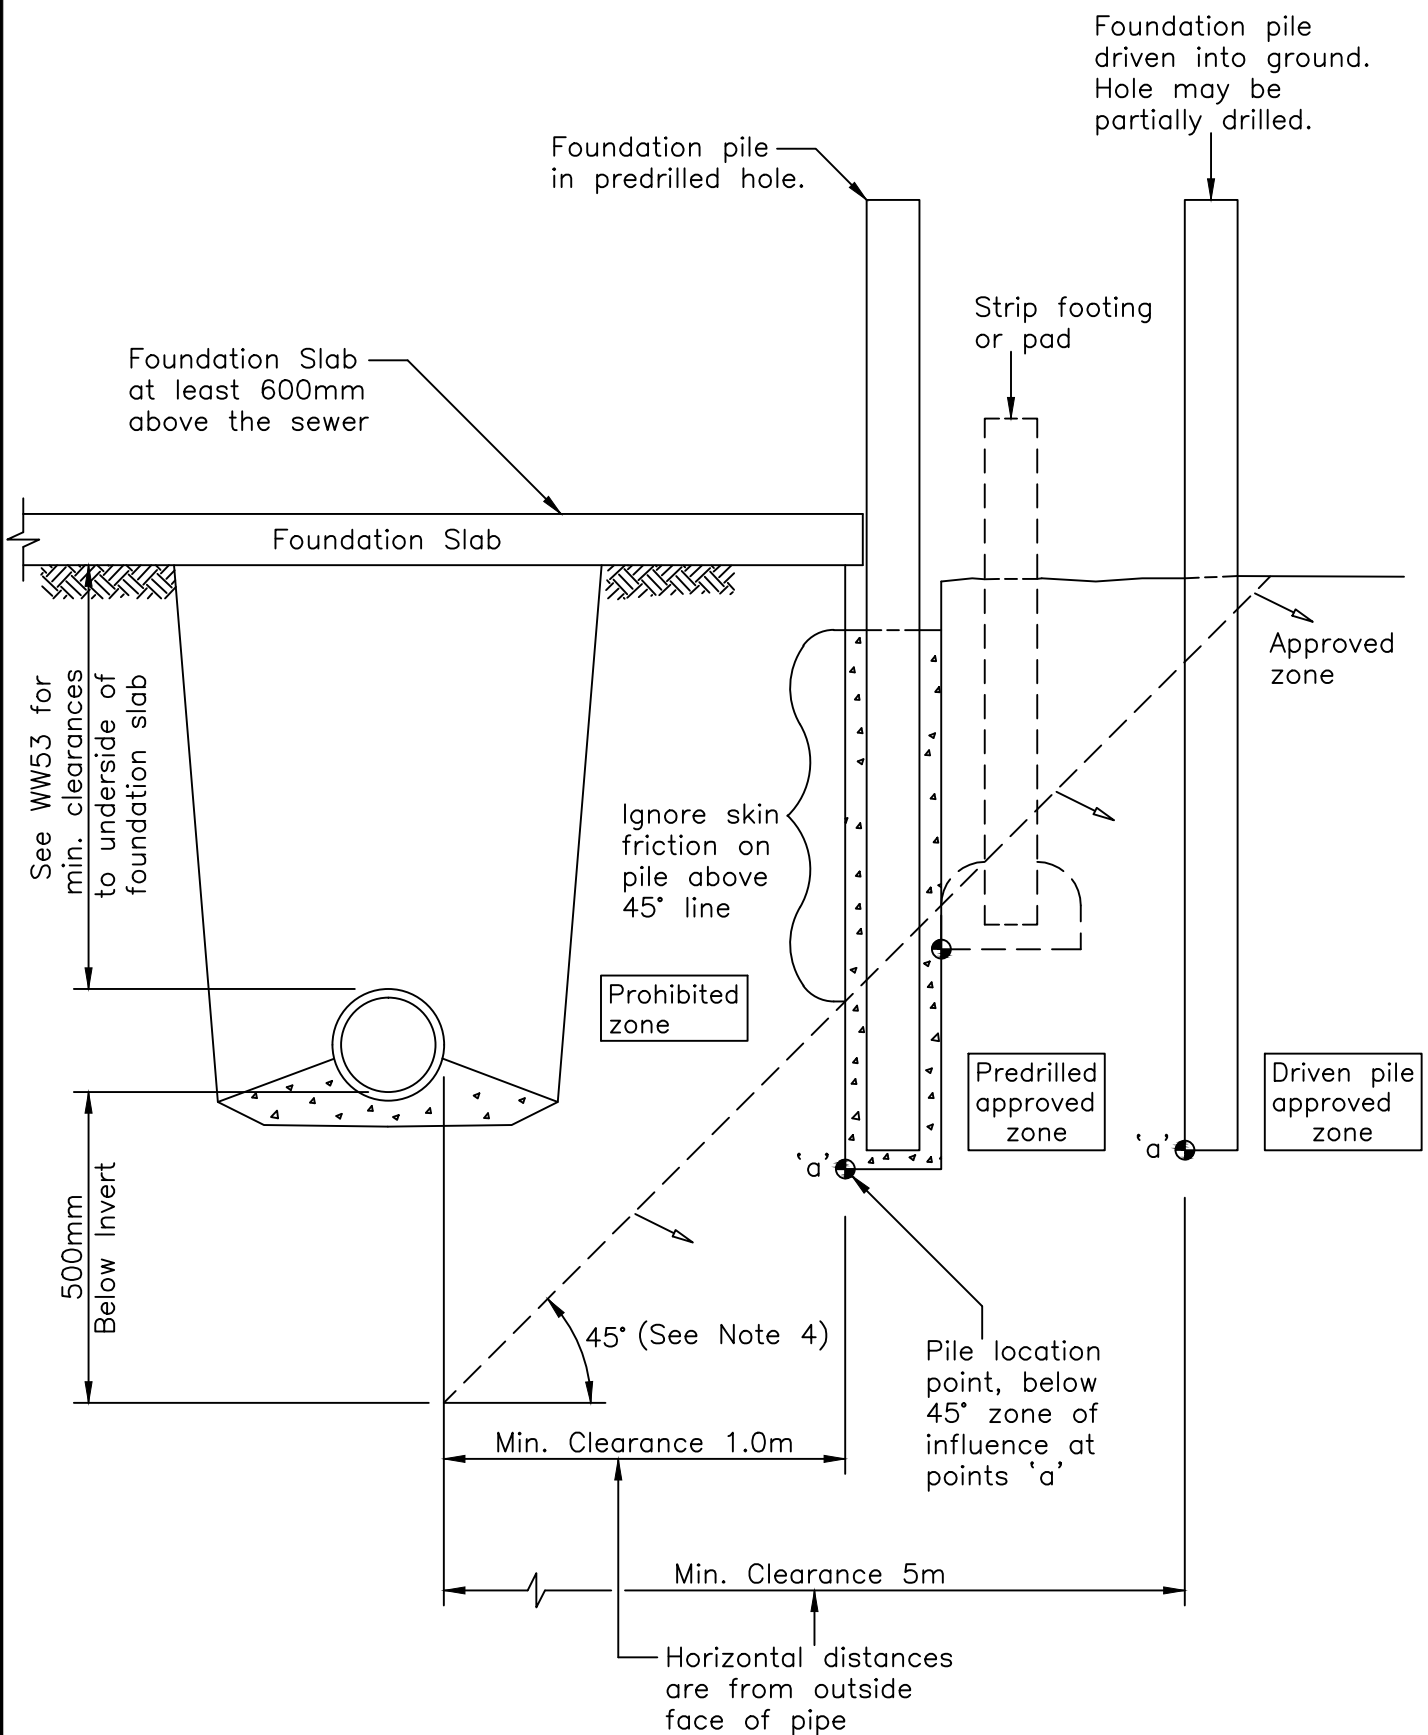 Foundation pile
driven into ground.
Hole may be
partially drilled.
Foundation pile
in predrilled hole.
Strip footing
or pad
Foundation Slab
at least 600mm
above the sewer
Foundation Slab
Approved
zone
See WW53 for
min. clearances
to underside of
foundation slab
Ignore skin
friction on
pile above
45° line
Prohibited
zone
Predrilled
approved
zone
Driven pile
approved
zone
'a'
'a'
500mm
Below Invert
45° (See Note 4)
Pile location
point, below
45° zone of
influence at
points 'a'
Min. Clearance 1.0m
Min. Clearance 5m
Horizontal distances
are from outside
face of pipe